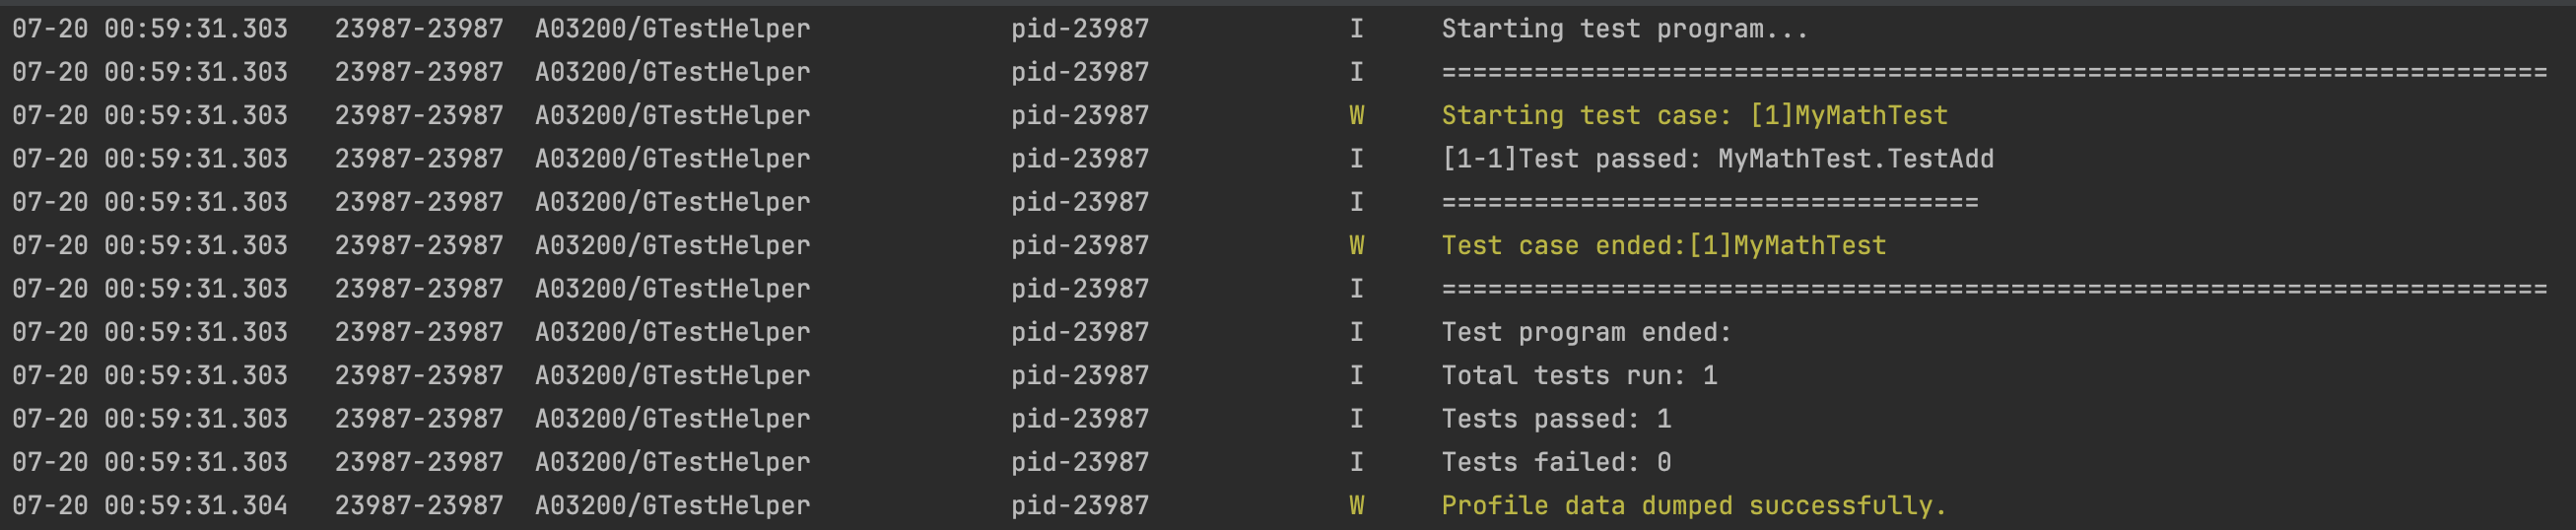 07-20 00:59:31.303 23987-23987 A03200/GTestHelper pid-23987 I Starting test program...
07-20 00:59:31.303 23987-23987 A03200/GTestHelper pid-23987 I ========================================================================
07-20 00:59:31.303 23987-23987 A03200/GTestHelper pid-23987 W Starting test case: [1]MyMathTest
07-20 00:59:31.303 23987-23987 A03200/GTestHelper pid-23987 I [1-1]Test passed: MyMathTest.TestAdd
07-20 00:59:31.303 23987-23987 A03200/GTestHelper pid-23987 I ===================================
07-20 00:59:31.303 23987-23987 A03200/GTestHelper pid-23987 W Test case ended:[1]MyMathTest
07-20 00:59:31.303 23987-23987 A03200/GTestHelper pid-23987 I ========================================================================
07-20 00:59:31.303 23987-23987 A03200/GTestHelper pid-23987 I Test program ended:
07-20 00:59:31.303 23987-23987 A03200/GTestHelper pid-23987 I Total tests run: 1
07-20 00:59:31.303 23987-23987 A03200/GTestHelper pid-23987 I Tests passed: 1
07-20 00:59:31.303 23987-23987 A03200/GTestHelper pid-23987 I Tests failed: 0
07-20 00:59:31.304 23987-23987 A03200/GTestHelper pid-23987 W Profile data dumped successfully.